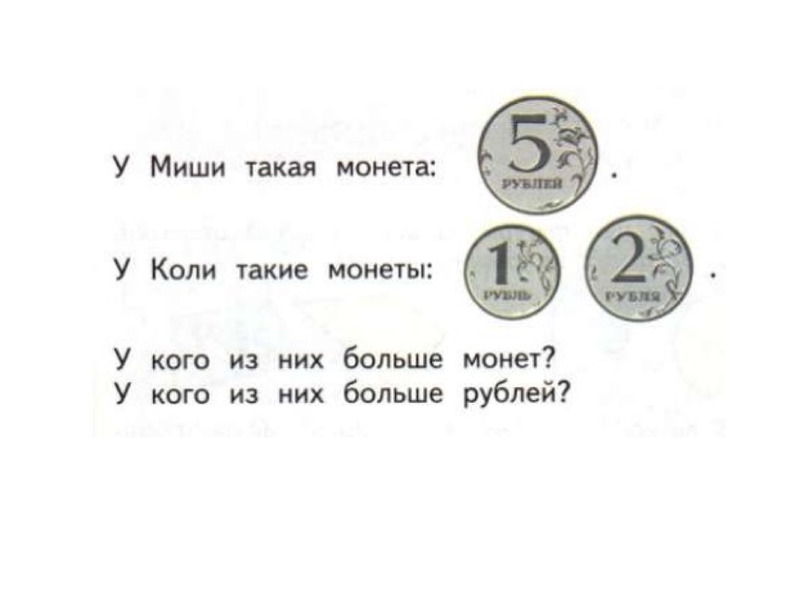 У Миши такая монета: 5 РУБЛЕЙ .
У Коли такие монеты: 1 РУБЛЬ 2 РУБЛЯ .
У кого из них больше монет?
У кого из них больше рублей?